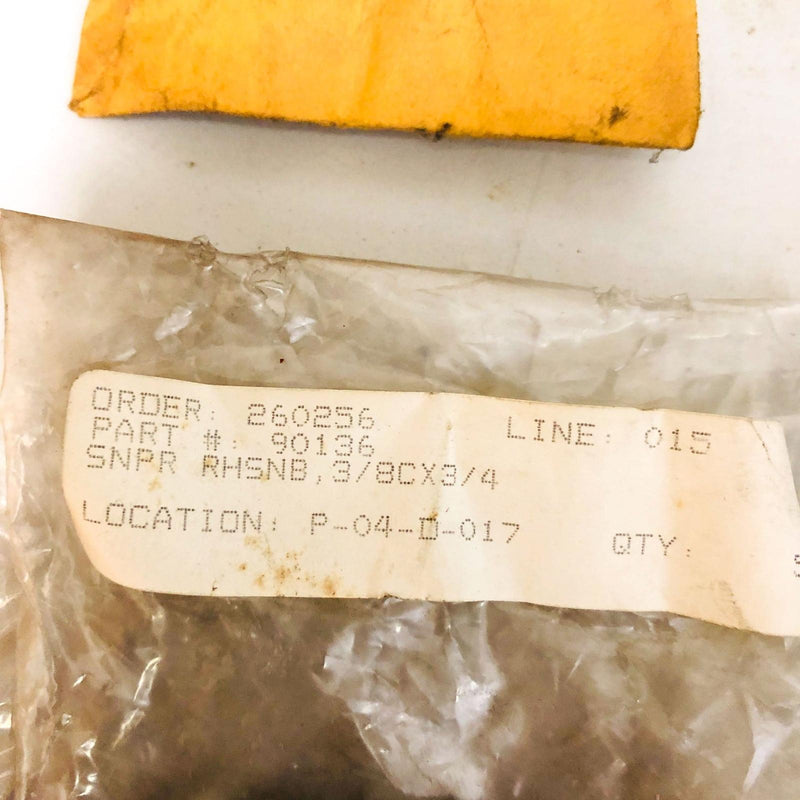 ORDER: 260256 LINE: 015
PART #: 90136
SNPR RHSNB,3/8CX3/4
LOCATION: P-04-D-017 QTY: